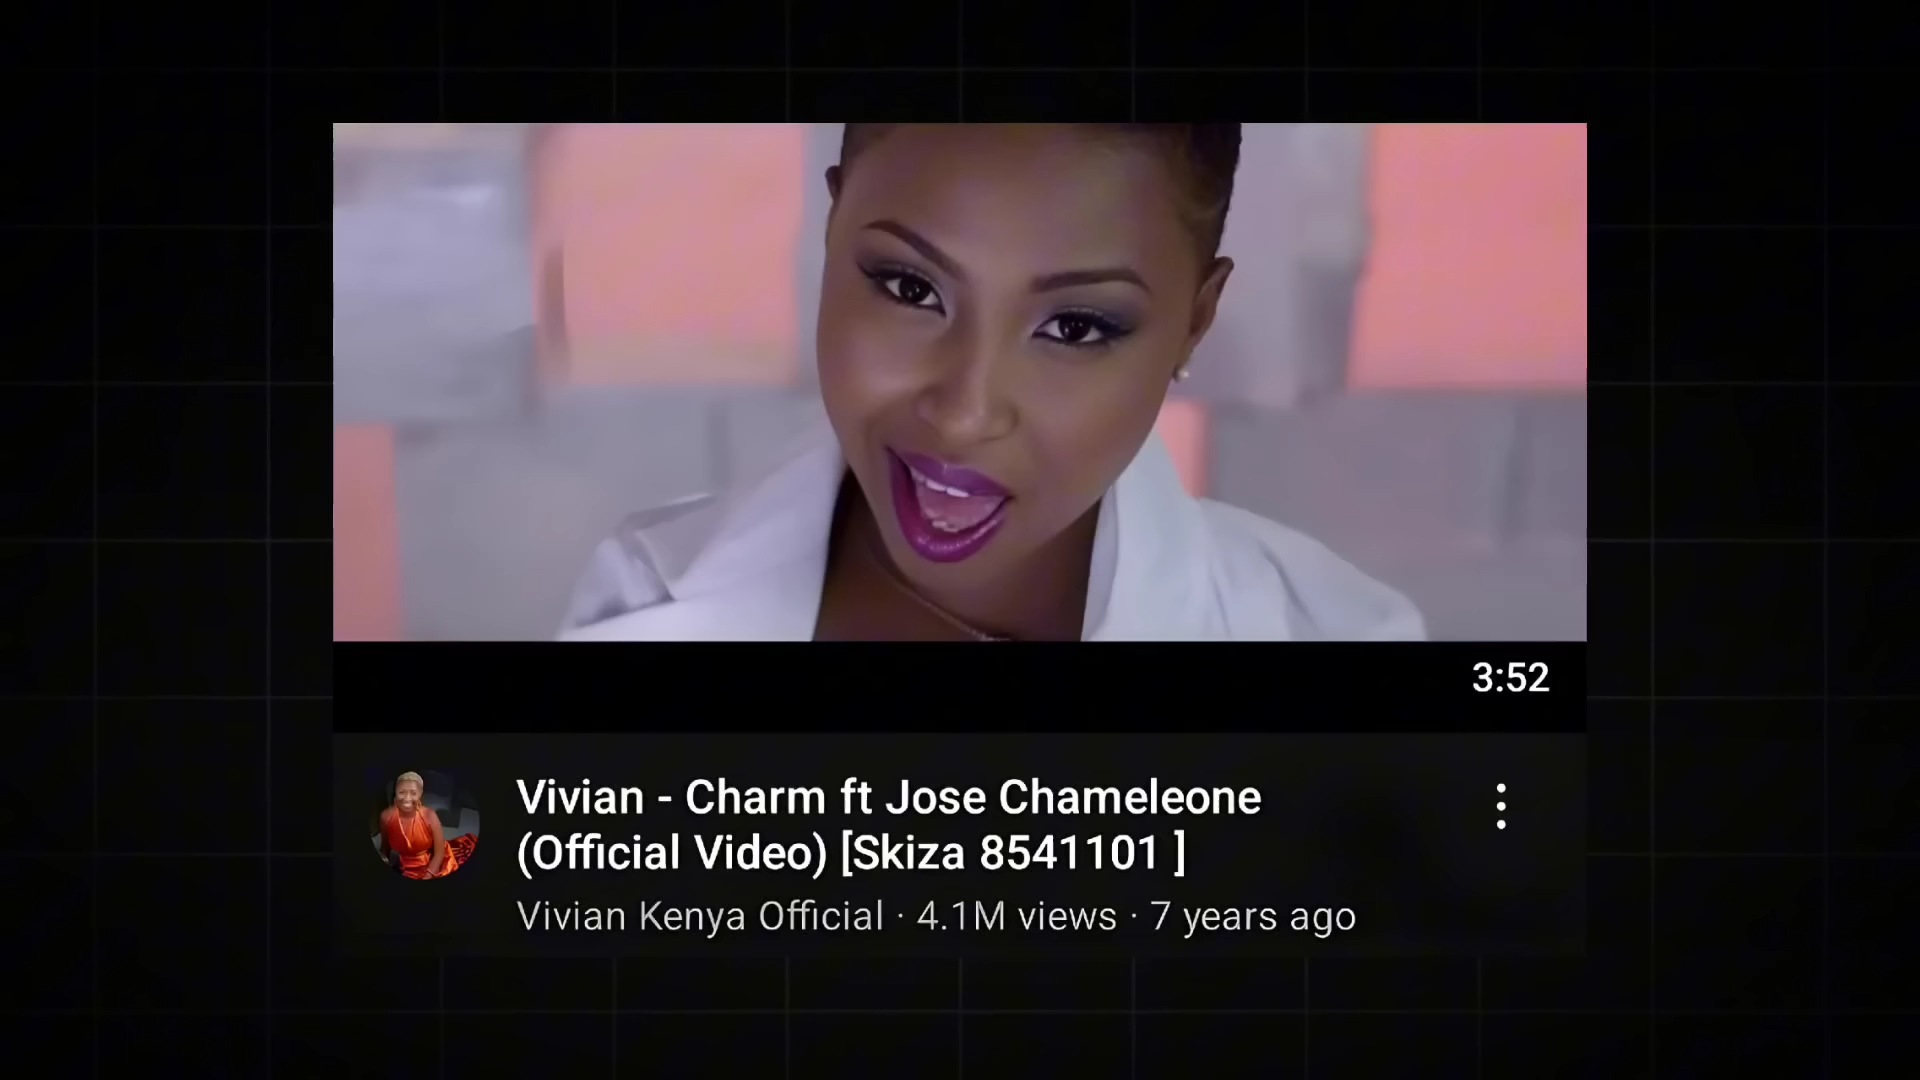 3:52
Vivian - Charm ft Jose Chameleone
(Official Video) [Skiza 8541101 ]
Vivian Kenya Official · 4.1M views · 7 years ago